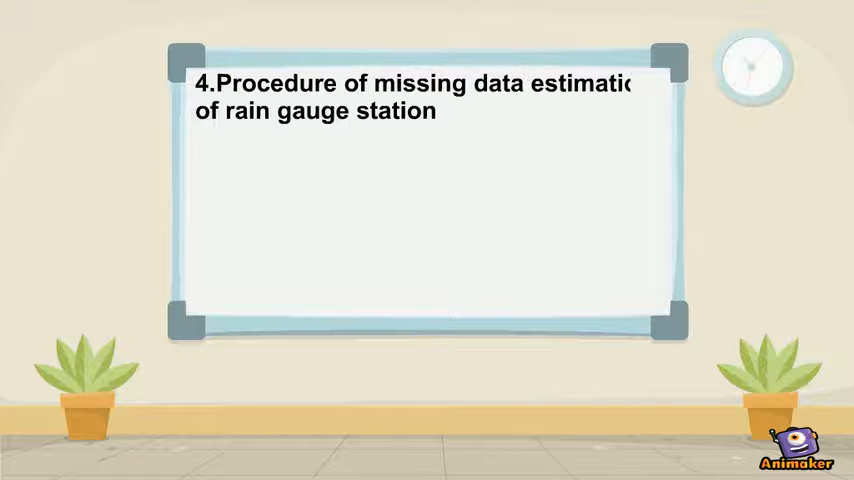 4.Procedure of missing data estimatic
of rain gauge station
Animaker